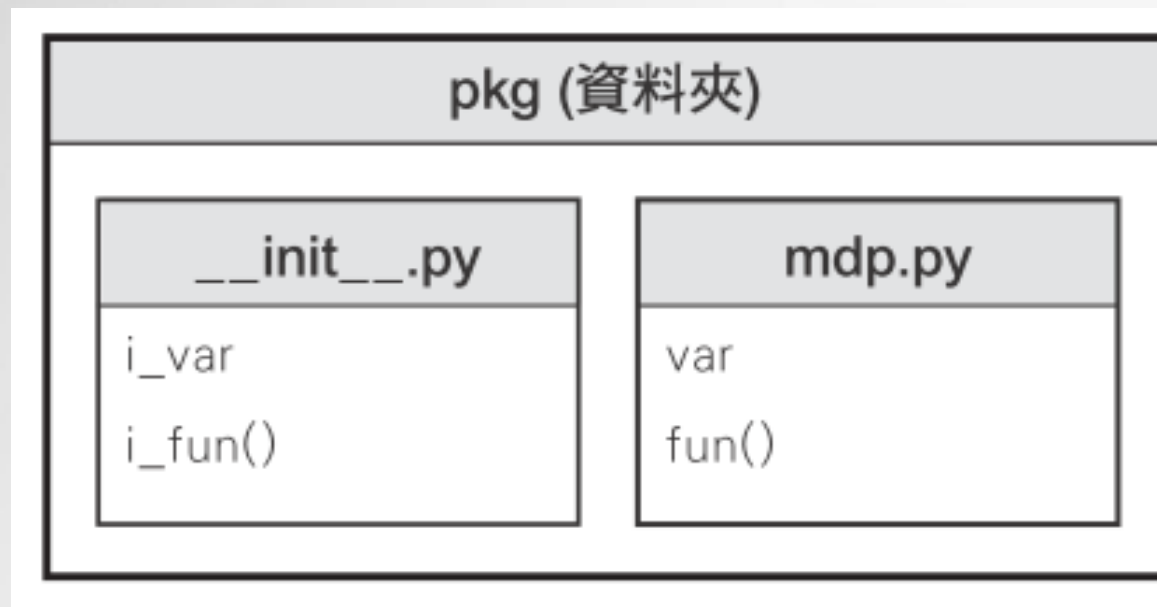 pkg (資料夾)
__init__.py
i_var
i_fun()
mdp.py
var
fun()